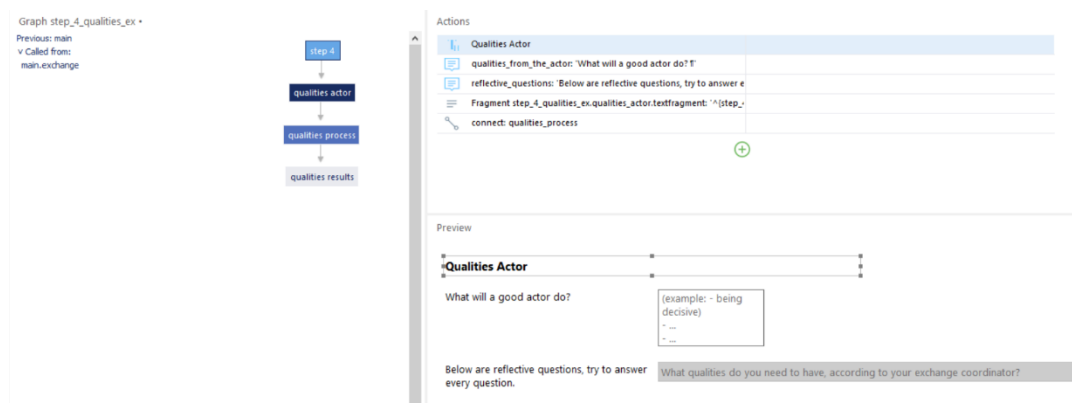 Graph step_4_qualities_ex •
Previous: main
v Called from:
main.exchange
step 4
qualities actor
qualities process
qualities results
Actions
Qualities Actor
qualities_from_the_actor: 'What will a good actor do? ¶'
reflective_questions: 'Below are reflective questions, try to answer e
Fragment step_4_qualities_ex.qualities_actor.textfragment: '^{step_
connect: qualities_process
Preview
Qualities Actor
What will a good actor do?
(example: - being
decisive)
- ...
- ...
Below are reflective questions, try to answer
every question.
What qualities do you need to have, according to your exchange coordinator?